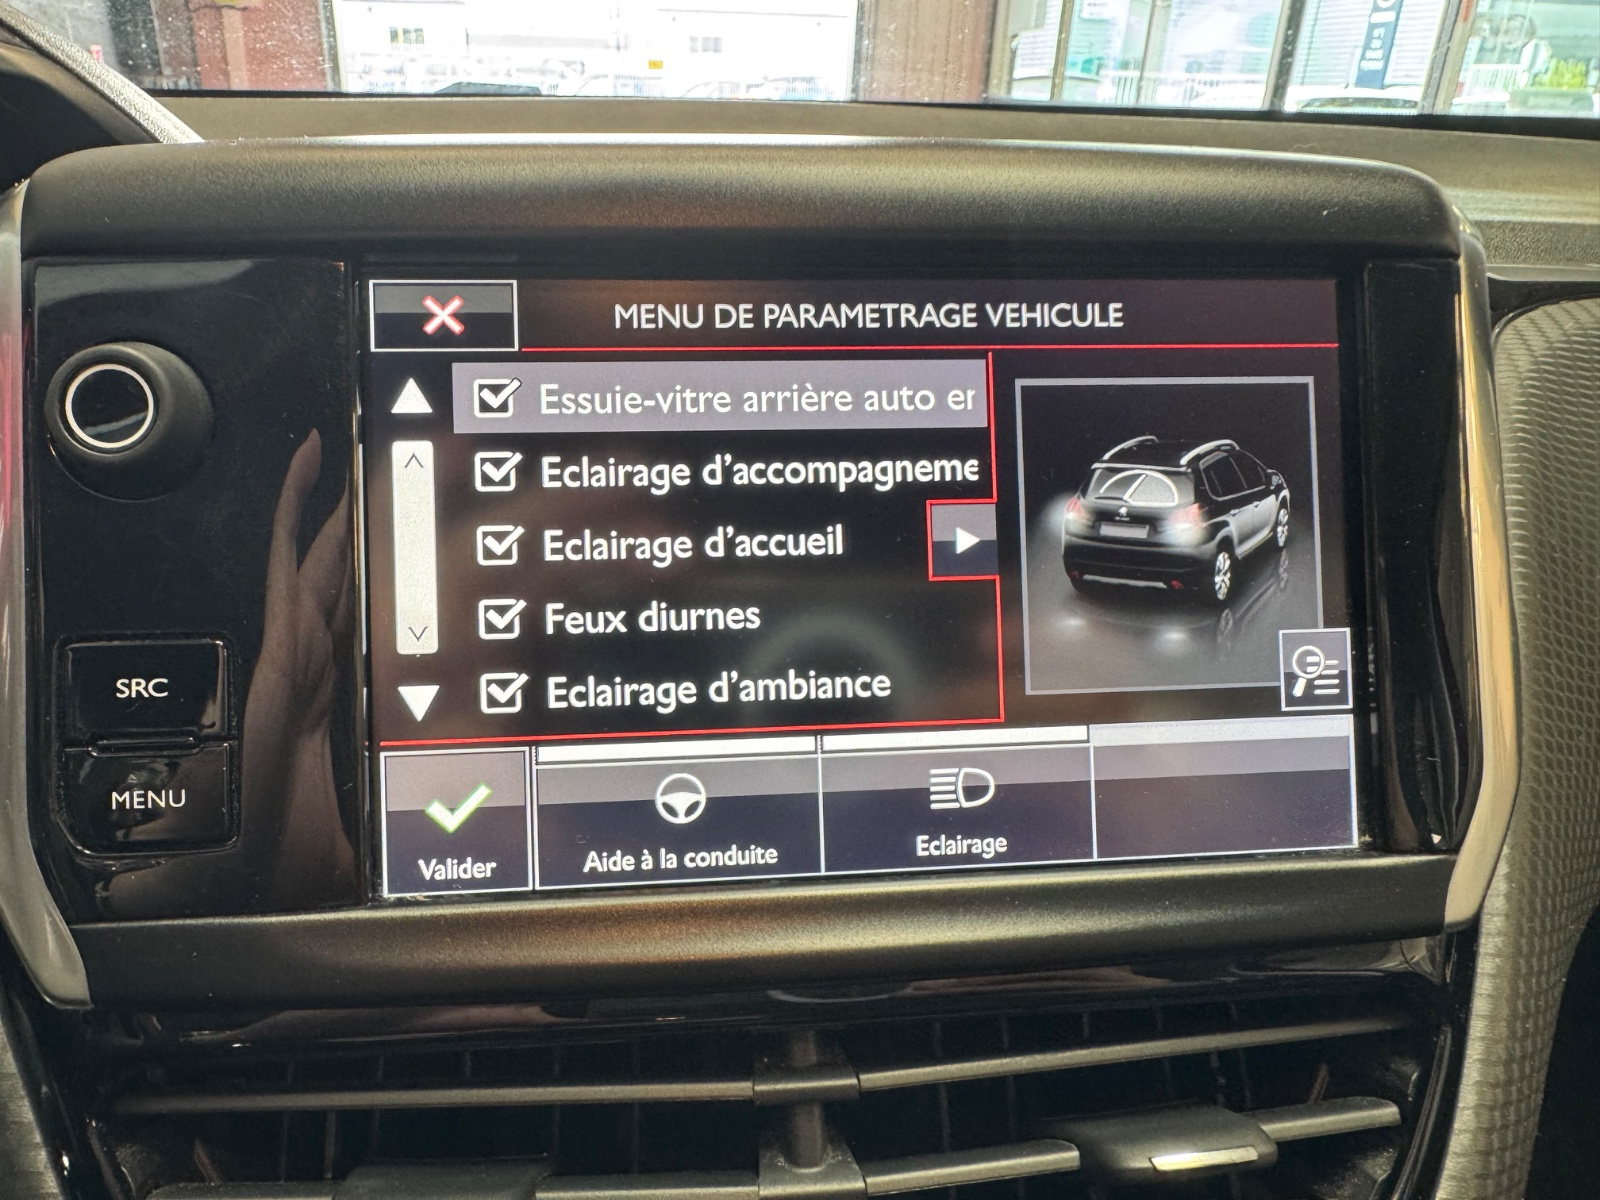 MENU DE PARAMETRAGE VEHICULE
Essuie-vitre arrière auto er
Eclairage d'accompagneme
Eclairage d'accueil
Feux diurnes
Eclairage d'ambiance
SRC
MENU
Valider
Aide à la conduite
Eclairage